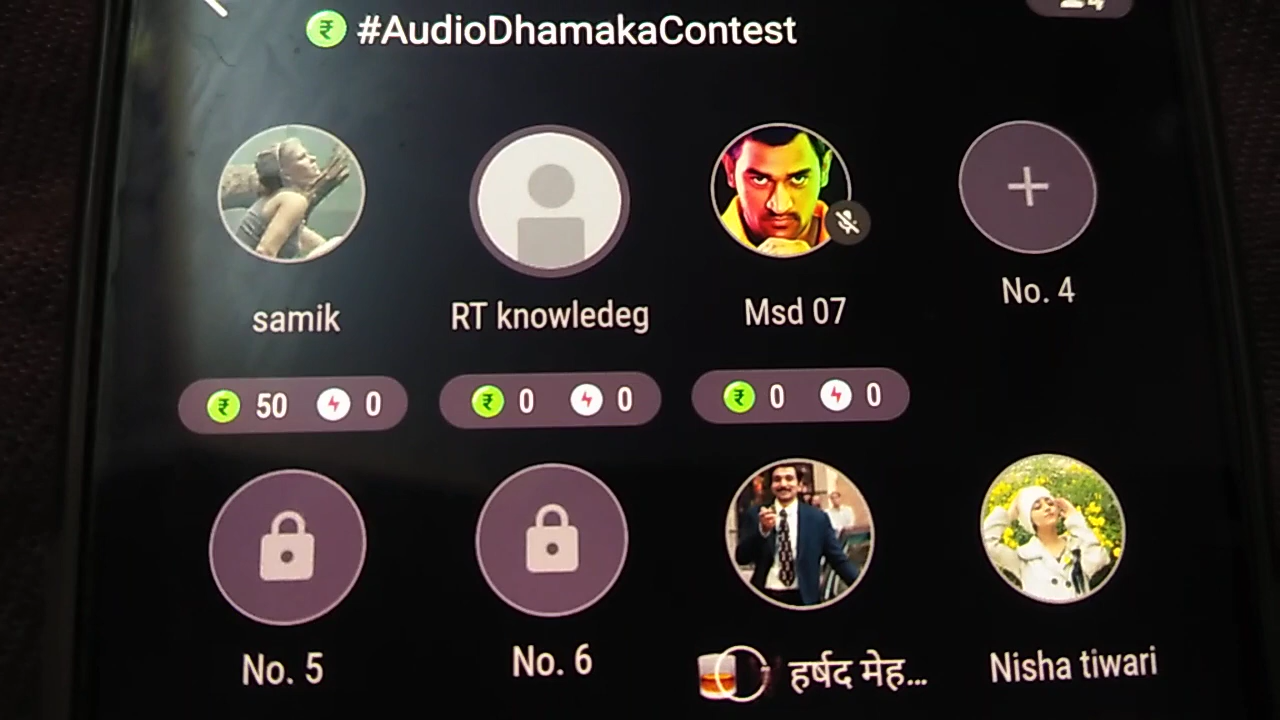 #AudioDhamakaContest
samik
RT knowledeg
Msd 07
No. 4
₹ 50 0
₹ 0 0
₹ 0 0
No. 5
No. 6
हर्षद मेह...
Nisha tiwari